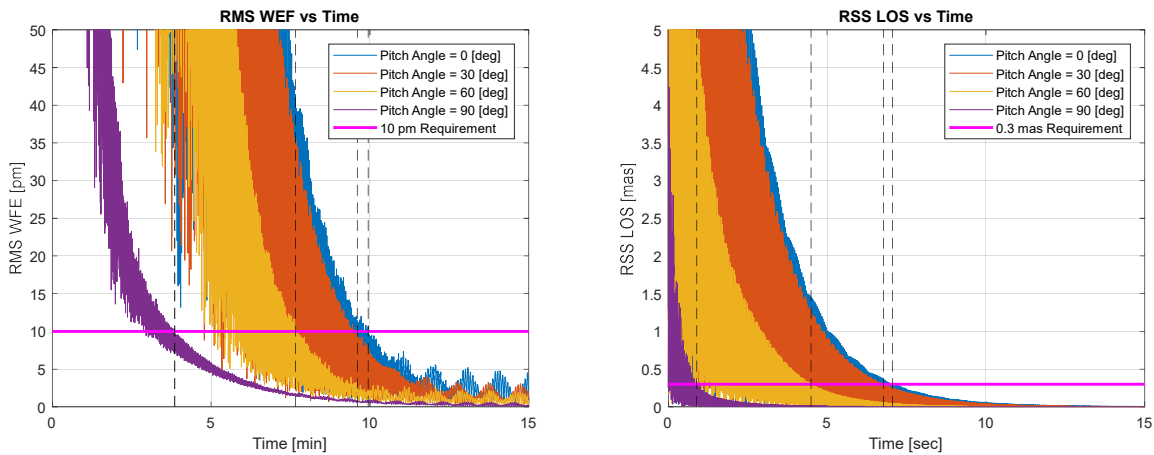 RMS WEF vs Time
RMS WFE [pm]
50
45
40
35
30
25
20
15
10
5
0
0
5
10
15
Time [min]
Pitch Angle = 0 [deg]
Pitch Angle = 30 [deg]
Pitch Angle = 60 [deg]
Pitch Angle = 90 [deg]
10 pm Requirement
RSS LOS vs Time
RSS LOS [mas]
5
4.5
4
3.5
3
2.5
2
1.5
1
0.5
0
0
5
10
15
Time [sec]
Pitch Angle = 0 [deg]
Pitch Angle = 30 [deg]
Pitch Angle = 60 [deg]
Pitch Angle = 90 [deg]
0.3 mas Requirement